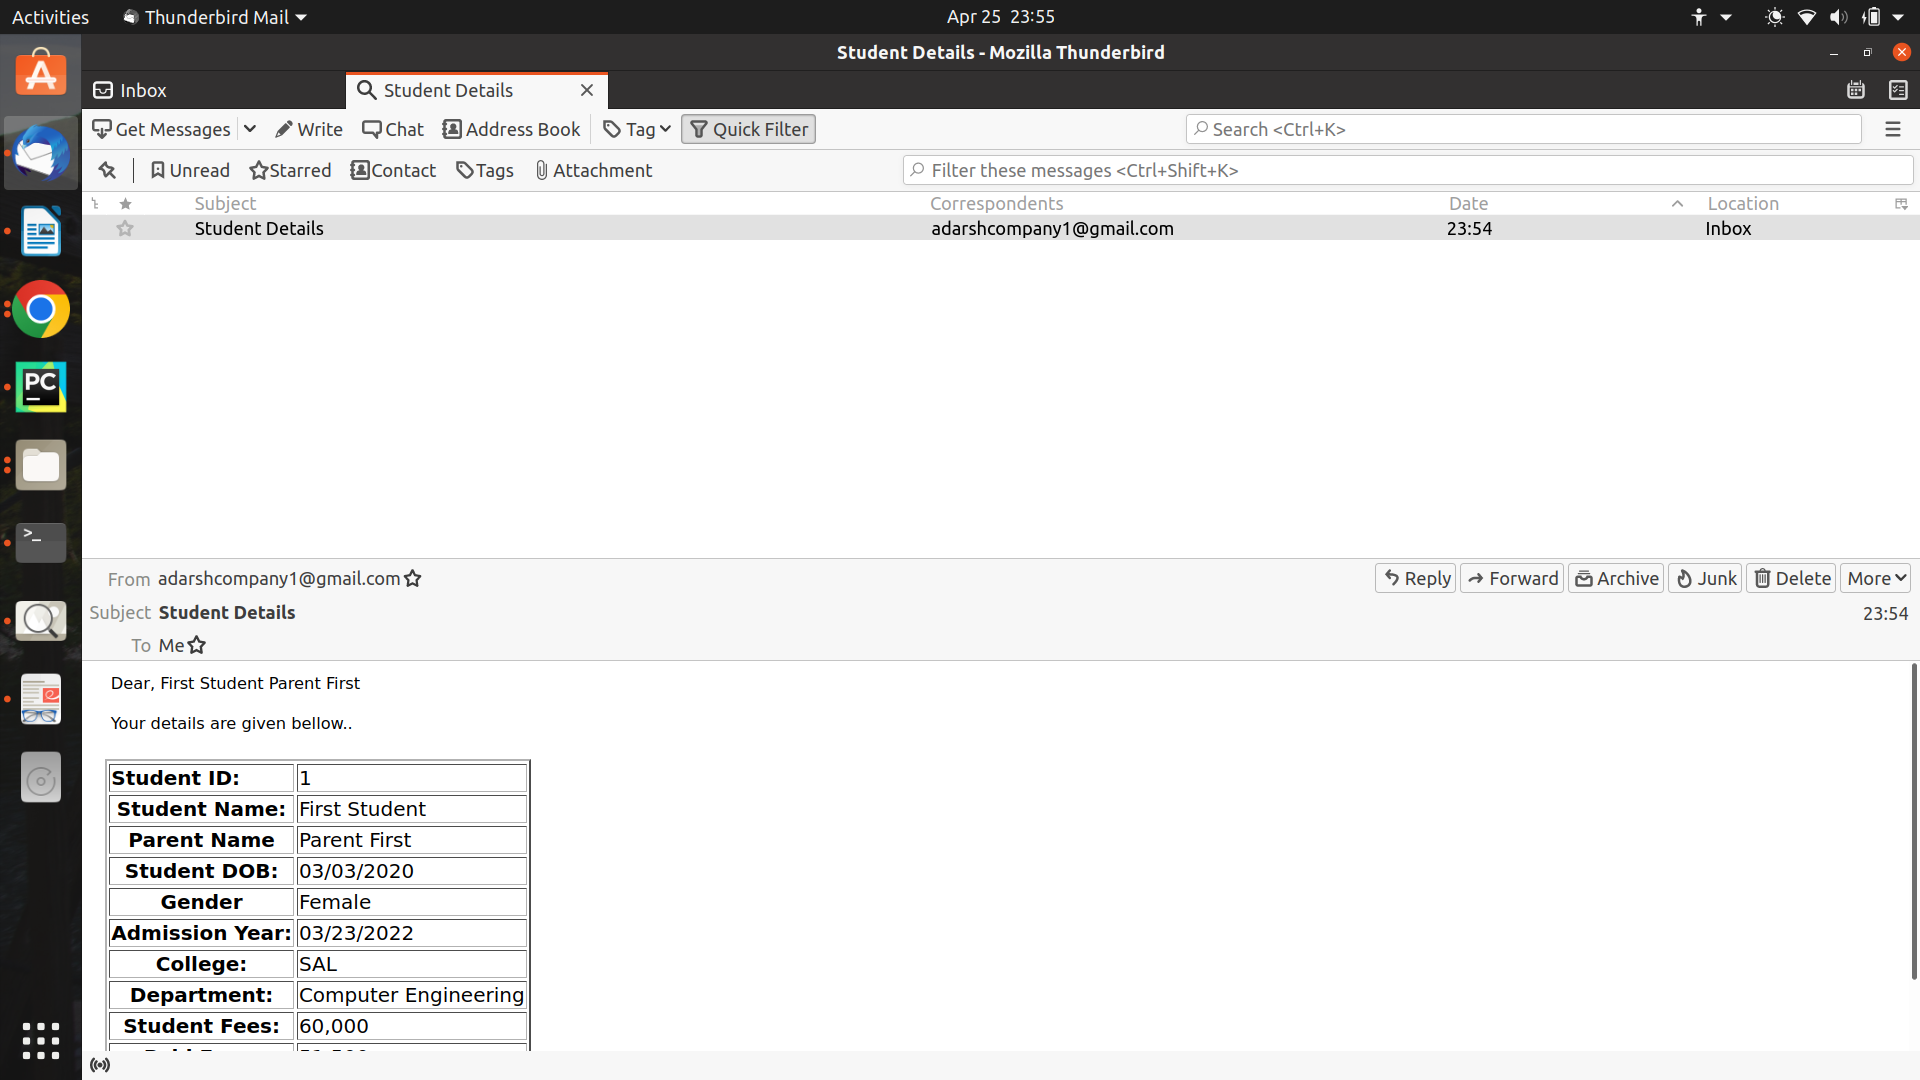 Activities
Thunderbird Mail
Apr 25 23:55
Student Details - Mozilla Thunderbird
Inbox
Student Details
Get Messages
Write
Chat
Address Book
Tag
Quick Filter
Search <Ctrl+K>
Unread
Starred
Contact
Tags
Attachment
Filter these messages <Ctrl+Shift+K>
Subject
Correspondents
Date
Location
Student Details
adarshcompany1@gmail.com
23:54
Inbox
PC
>_
From adarshcompany1@gmail.com
Reply
Forward
Archive
Junk
Delete
More
Subject Student Details
23:54
To Me
Dear, First Student Parent First
Your details are given bellow..
Student ID: 1
Student Name: First Student
Parent Name Parent First
Student DOB: 03/03/2020
Gender Female
Admission Year: 03/23/2022
College: SAL
Department: Computer Engineering
Student Fees: 60,000